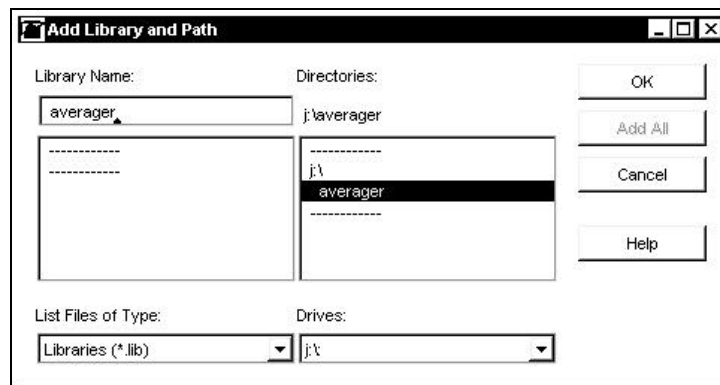 Add Library and Path
Library Name:
averager
------------
------------
Directories:
j:\averager
------------
j:\
averager
------------
OK
Add All
Cancel
Help
List Files of Type:
Libraries (*.lib)
Drives:
j:\: